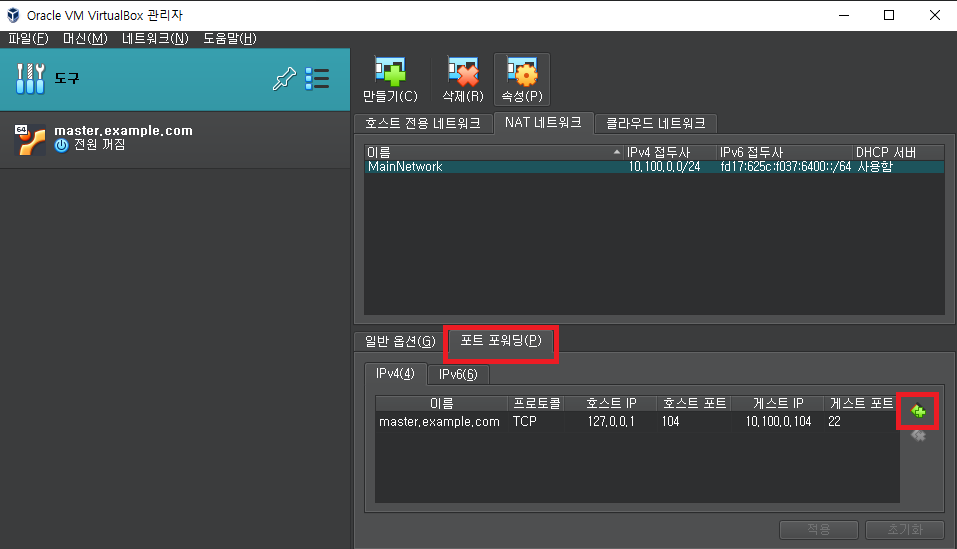 Oracle VM VirtualBox 관리자
파일(F) 머신(M) 네트워크(N) 도움말(H)
도구
64
master.example.com
전원 꺼짐
만들기(C) 삭제(R) 속성(P)
호스트 전용 네트워크 NAT 네트워크 클라우드 네트워크
이름 IPv4 접두사 IPv6 접두사 DHCP 서버
MainNetwork 10.100.0.0/24 fd17:625c:f037:6400::/64 사용함
일반 옵션(G) 포트 포워딩(P)
IPv4(4) IPv6(6)
이름 프로토콜 호스트 IP 호스트 포트 게스트 IP 게스트 포트
master.example.com TCP 127.0.0.1 104 10.100.0.104 22
적용 초기화